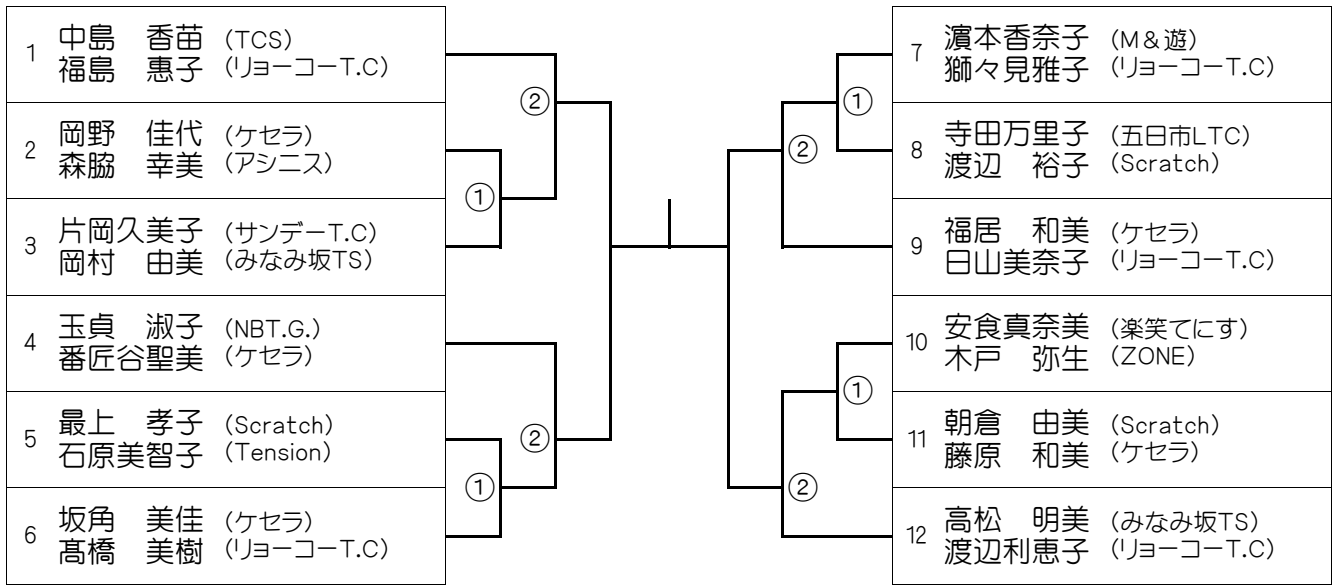 1 中島　香苗 (TCS)
福島　惠子 (リョーコーT.C)
2 岡野　佳代 (ケセラ)
森脇　幸美 (アシニス)
3 片岡久美子 (サンデーT.C)
岡村　由美 (みなみ坂TS)
4 玉貞　淑子 (NBT.G.)
番匠谷聖美 (ケセラ)
5 最上　孝子 (Scratch)
石原美智子 (Tension)
6 坂角　美佳 (ケセラ)
髙橋　美樹 (リョーコーT.C)
②
①
②
①
①
②
①
②
7 濵本香奈子 (M＆遊)
獅々見雅子 (リョーコーT.C)
8 寺田万里子 (五日市LTC)
渡辺　裕子 (Scratch)
9 福居　和美 (ケセラ)
日山美奈子 (リョーコーT.C)
10 安食真奈美 (楽笑てにす)
木戸　弥生 (ZONE)
11 朝倉　由美 (Scratch)
藤原　和美 (ケセラ)
12 高松　明美 (みなみ坂TS)
渡辺利恵子 (リョーコーT.C)